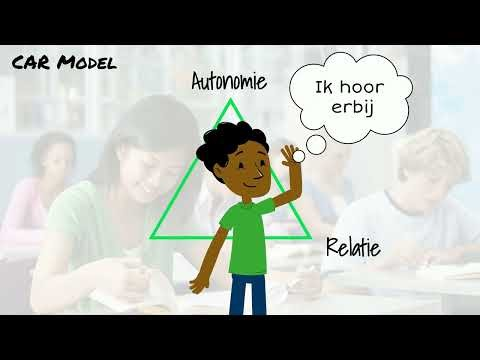 CAR Model
Autonomie
Ik hoor
erbij
Relatie